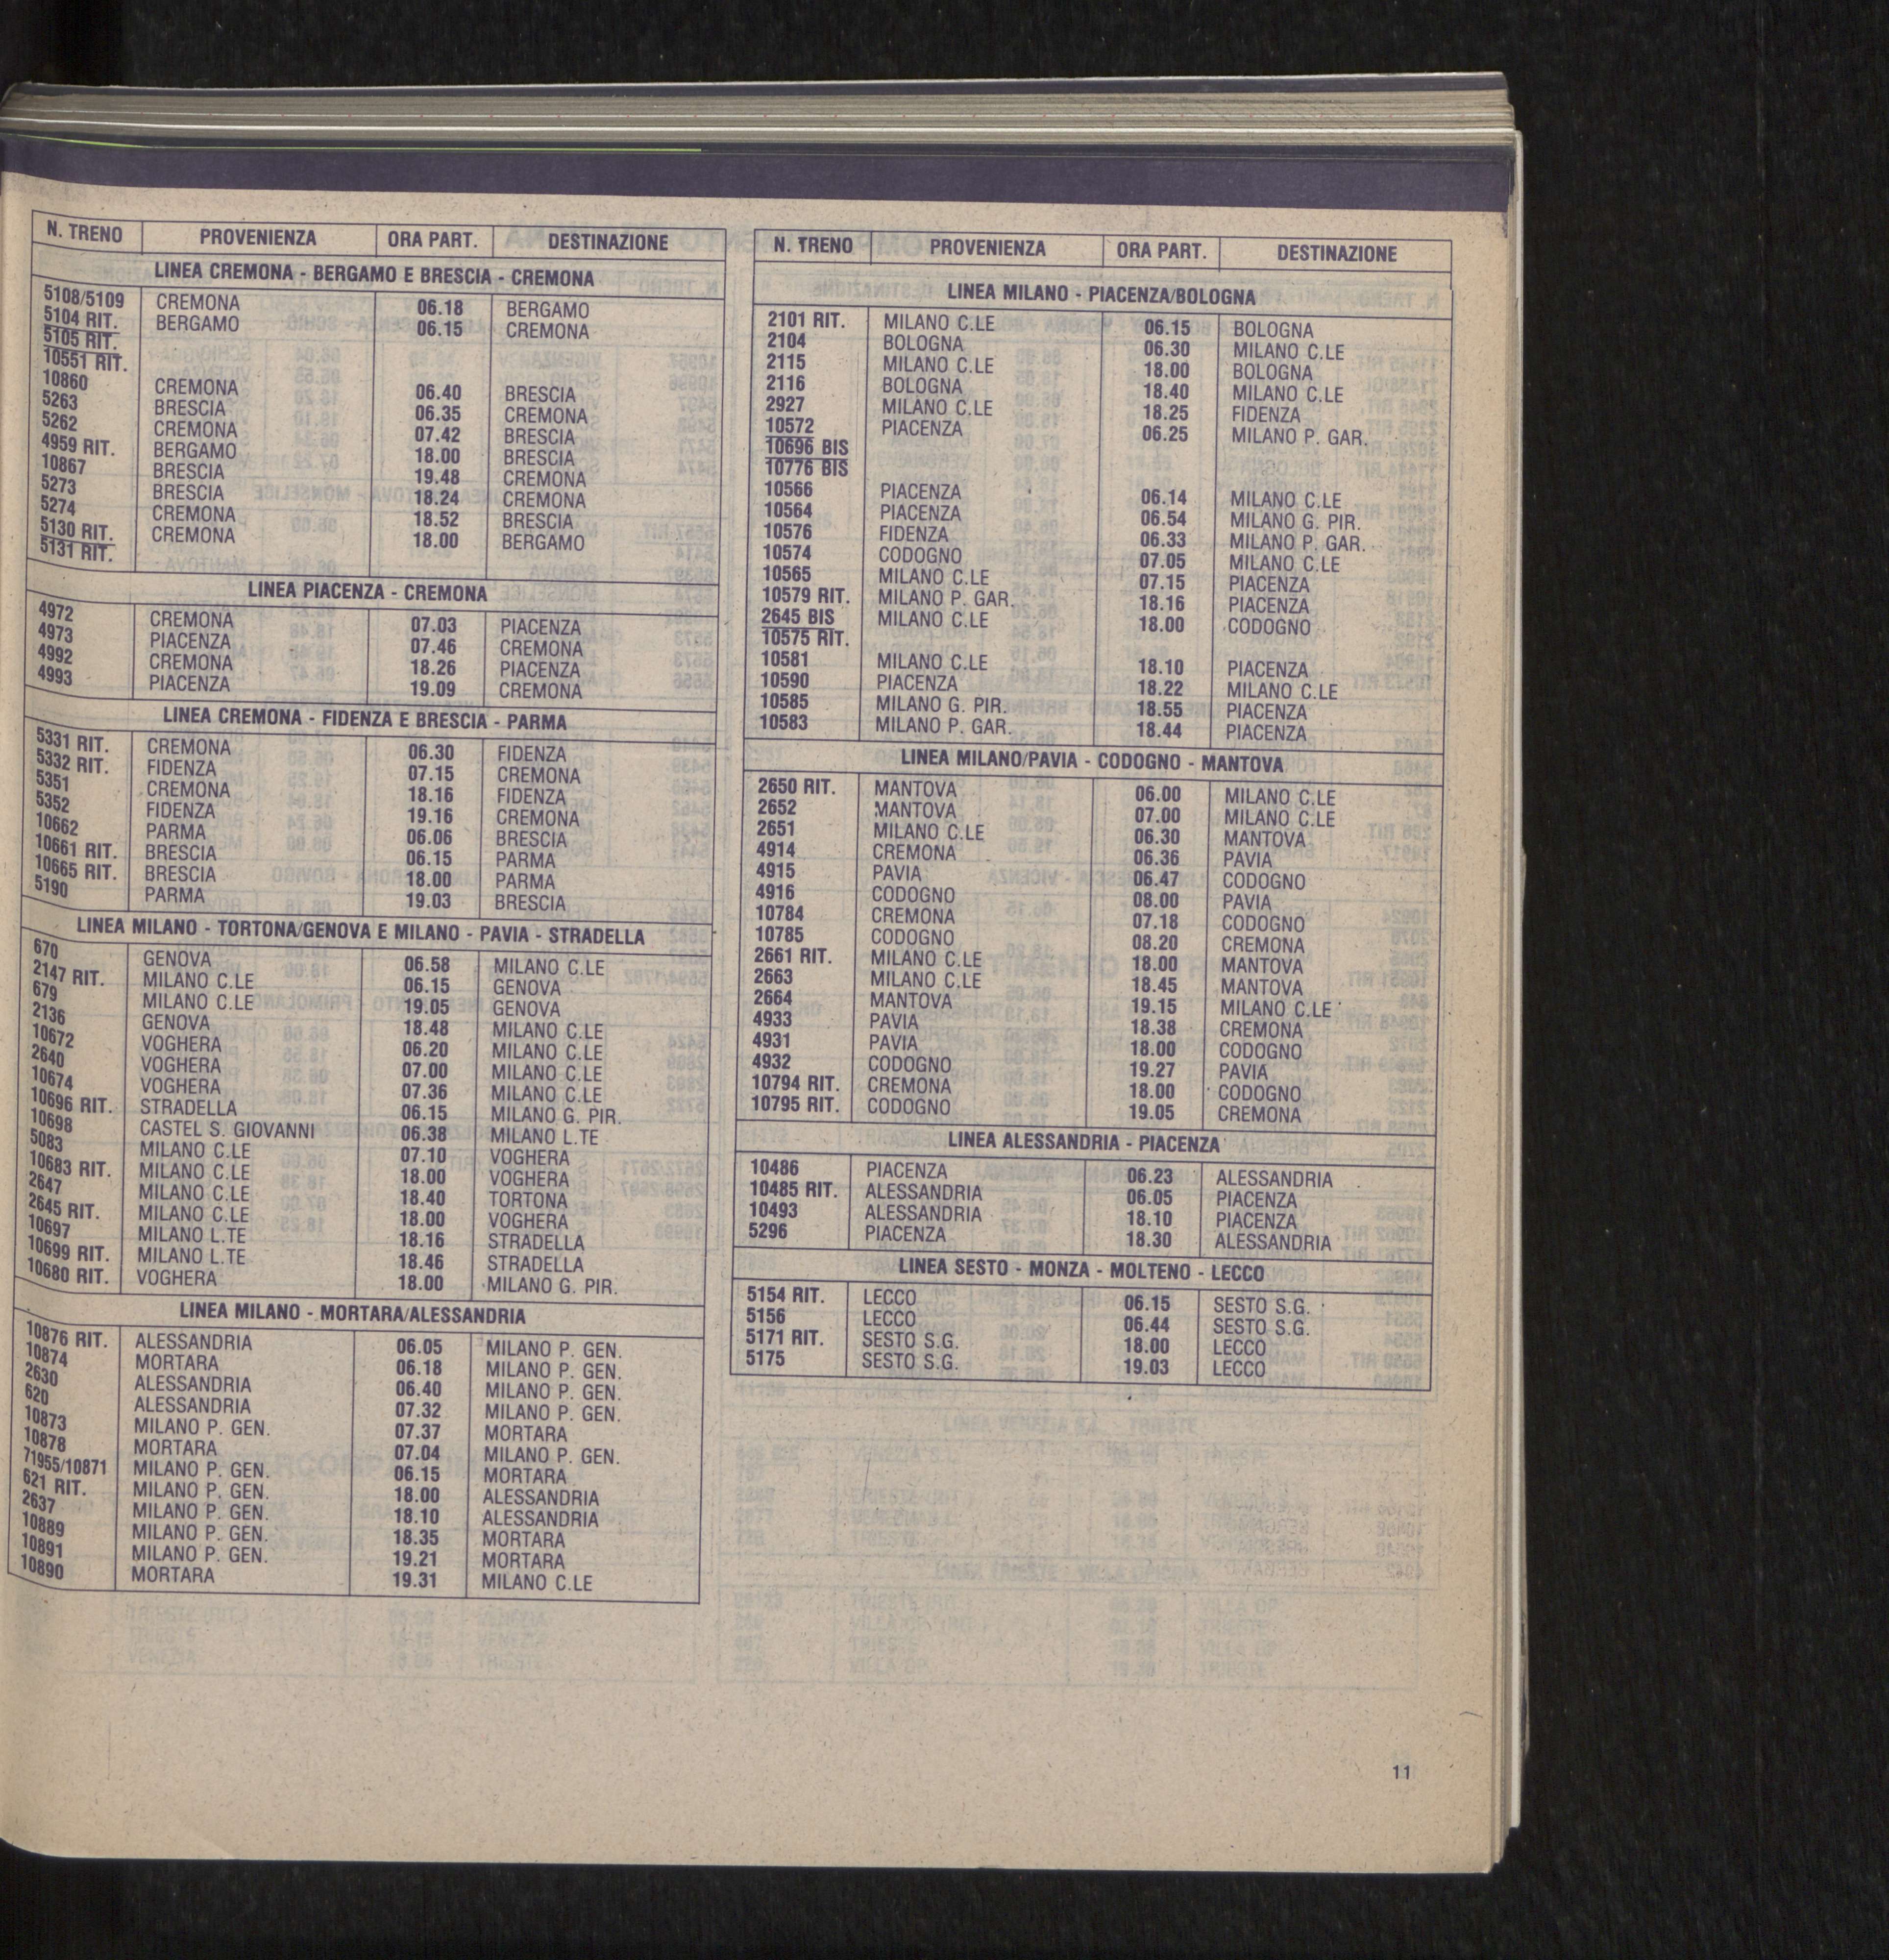 N. TRENO PROVENIENZA ORA PART. DESTINAZIONE
LINEA CREMONA - BERGAMO E BRESCIA - CREMONA
5108/5109 CREMONA 06.18 BERGAMO
5104 RIT. BERGAMO 06.15 CREMONA
5105 RIT.
10551 RIT.
10860 CREMONA 06.40 BRESCIA
5263 BRESCIA 06.35 CREMONA
5262 CREMONA 07.42 BRESCIA
4959 RIT. BERGAMO 18.00 BRESCIA
10867 BRESCIA 19.48 CREMONA
5273 BRESCIA 18.24 CREMONA
5274 CREMONA 18.52 BRESCIA
5130 RIT. CREMONA 18.00 BERGAMO
5131 RIT.
LINEA PIACENZA - CREMONA
4972 CREMONA 07.03 PIACENZA
4973 PIACENZA 07.46 CREMONA
4992 CREMONA 18.26 PIACENZA
4993 PIACENZA 19.09 CREMONA
LINEA CREMONA - FIDENZA E BRESCIA - PARMA
5331 RIT. CREMONA 06.30 FIDENZA
5332 RIT. FIDENZA 07.15 CREMONA
5351 CREMONA 18.16 FIDENZA
5352 FIDENZA 19.16 CREMONA
10662 PARMA 06.06 BRESCIA
10661 RIT. BRESCIA 06.15 PARMA
10665 RIT. BRESCIA 18.00 PARMA
5190 PARMA 19.03 BRESCIA
LINEA MILANO - TORTONA/GENOVA E MILANO - PAVIA - STRADELLA
670 GENOVA 06.58 MILANO C.LE
2147 RIT. MILANO C.LE 06.15 GENOVA
679 MILANO C.LE 19.05 GENOVA
2136 GENOVA 18.48 MILANO C.LE
10672 VOGHERA 06.20 MILANO C.LE
2640 VOGHERA 07.00 MILANO C.LE
10674 VOGHERA 07.36 MILANO C.LE
10696 RIT. STRADELLA 06.15 MILANO G. PIR.
10698 CASTEL S. GIOVANNI 06.38 MILANO L.TE
5083 MILANO C.LE 07.10 VOGHERA
10683 RIT. MILANO C.LE 18.00 VOGHERA
2647 MILANO C.LE 18.40 TORTONA
2645 RIT. MILANO C.LE 18.00 VOGHERA
10697 MILANO L.TE 18.16 STRADELLA
10699 RIT. MILANO L.TE 18.46 STRADELLA
10680 RIT. VOGHERA 18.00 MILANO G. PIR.
LINEA MILANO - MORTARA/ALESSANDRIA
10876 RIT. ALESSANDRIA 06.05 MILANO P. GEN.
10874 MORTARA 06.18 MILANO P. GEN.
2630 ALESSANDRIA 06.40 MILANO P. GEN.
620 ALESSANDRIA 07.32 MILANO P. GEN.
10873 MILANO P. GEN. 07.37 MORTARA
10878 MORTARA 07.04 MILANO P. GEN.
71955/10871 MILANO P. GEN. 06.15 MORTARA
621 RIT. MILANO P. GEN. 18.00 ALESSANDRIA
2637 MILANO P. GEN. 18.10 ALESSANDRIA
10889 MILANO P. GEN. 18.35 MORTARA
10891 MILANO P. GEN. 19.21 MORTARA
10890 MORTARA 19.31 MILANO C.LE
N. TRENO PROVENIENZA ORA PART. DESTINAZIONE
LINEA MILANO - PIACENZA/BOLOGNA
2101 RIT. MILANO C.LE 06.15 BOLOGNA
2104 BOLOGNA 06.30 MILANO C.LE
2115 MILANO C.LE 18.00 BOLOGNA
2116 BOLOGNA 18.40 MILANO C.LE
2927 MILANO C.LE 18.25 FIDENZA
10572 PIACENZA 06.25 MILANO P. GAR.
10696 BIS
10776 BIS
10566 PIACENZA 06.14 MILANO C.LE
10564 PIACENZA 06.54 MILANO G. PIR.
10576 FIDENZA 06.33 MILANO P. GAR.
10574 CODOGNO 07.05 MILANO C.LE
10565 MILANO C.LE 07.15 PIACENZA
10579 RIT. MILANO P. GAR. 18.16 PIACENZA
2645 BIS MILANO C.LE 18.00 CODOGNO
10575 RIT.
10581 MILANO C.LE 18.10 PIACENZA
10590 PIACENZA 18.22 MILANO C.LE
10585 MILANO G. PIR. 18.55 PIACENZA
10583 MILANO P. GAR. 18.44 PIACENZA
LINEA MILANO/PAVIA - CODOGNO - MANTOVA
2650 RIT. MANTOVA 06.00 MILANO C.LE
2652 MANTOVA 07.00 MILANO C.LE
2651 MILANO C.LE 06.30 MANTOVA
4914 CREMONA 06.36 PAVIA
4915 PAVIA 06.47 CODOGNO
4916 CODOGNO 08.00 PAVIA
10784 CREMONA 07.18 CODOGNO
10785 CODOGNO 08.20 CREMONA
2661 RIT. MILANO C.LE 18.00 MANTOVA
2663 MILANO C.LE 18.45 MANTOVA
2664 MANTOVA 19.15 MILANO C.LE
4933 PAVIA 18.38 CREMONA
4931 PAVIA 18.00 CODOGNO
4932 CODOGNO 19.27 PAVIA
10794 RIT. CREMONA 18.00 CODOGNO
10795 RIT. CODOGNO 19.05 CREMONA
LINEA ALESSANDRIA - PIACENZA
10486 PIACENZA 06.23 ALESSANDRIA
10485 RIT. ALESSANDRIA 06.05 PIACENZA
10493 ALESSANDRIA 18.10 PIACENZA
5296 PIACENZA 18.30 ALESSANDRIA
LINEA SESTO - MONZA - MOLTENO - LECCO
5154 RIT. LECCO 06.15 SESTO S.G.
5156 LECCO 06.44 SESTO S.G.
5171 RIT. SESTO S.G. 18.00 LECCO
5175 SESTO S.G. 19.03 LECCO
11